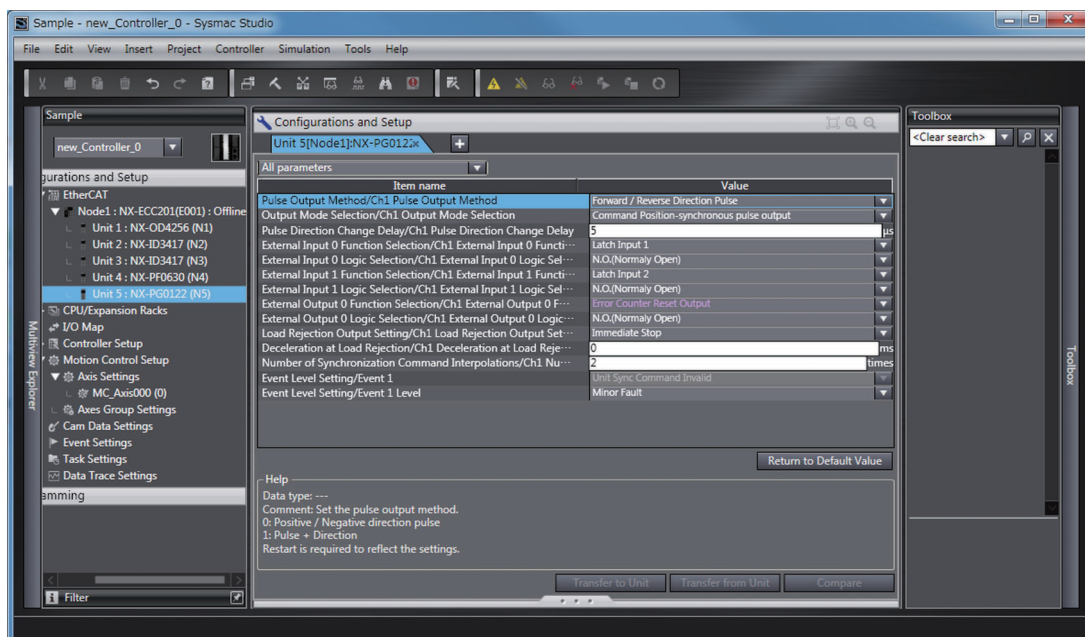 Sample - new_Controller_0 - Sysmac Studio
File Edit View Insert Project Controller Simulation Tools Help
Multiview Explorer
Sample
new_Controller_0
gurations and Setup
EtherCAT
Node1 : NX-ECC201(E001) : Offline
Unit 1 : NX-OD4256 (N1)
Unit 2 : NX-ID3417 (N2)
Unit 3 : NX-ID3417 (N3)
Unit 4 : NX-PF0630 (N4)
Unit 5 : NX-PG0122 (N5)
CPU/Expansion Racks
I/O Map
Controller Setup
Motion Control Setup
Axis Settings
MC_Axis000 (0)
Axes Group Settings
Cam Data Settings
Event Settings
Task Settings
Data Trace Settings
amming
Filter
Configurations and Setup
Unit 5[Node1]:NX-PG0122
All parameters
Item name Value
Pulse Output Method/Ch1 Pulse Output Method Forward / Reverse Direction Pulse
Output Mode Selection/Ch1 Output Mode Selection Command Position-synchronous pulse output
Pulse Direction Change Delay/Ch1 Pulse Direction Change Delay 5 μs
External Input 0 Function Selection/Ch1 External Input 0 Functi··· Latch Input 1
External Input 0 Logic Selection/Ch1 External Input 0 Logic Sel··· N.O.(Normaly Open)
External Input 1 Function Selection/Ch1 External Input 1 Functi··· Latch Input 2
External Input 1 Logic Selection/Ch1 External Input 1 Logic Sel··· N.O.(Normaly Open)
External Output 0 Function Selection/Ch1 External Output 0 F··· Error Counter Reset Output
External Output 0 Logic Selection/Ch1 External Output 0 Logic··· N.O.(Normaly Open)
Load Rejection Output Setting/Ch1 Load Rejection Output Set··· Immediate Stop
Deceleration at Load Rejection/Ch1 Deceleration at Load Reje··· 0 ms
Number of Synchronization Command Interpolations/Ch1 Nu··· 2 times
Event Level Setting/Event 1 Unit Sync Command Invalid
Event Level Setting/Event 1 Level Minor Fault
Return to Default Value
Help
Data type: ---
Comment: Set the pulse output method.
0: Positive / Negative direction pulse
1: Pulse + Direction
Restart is required to reflect the settings.
Transfer to Unit Transfer from Unit Compare
Toolbox
<Clear search>
Toolbox